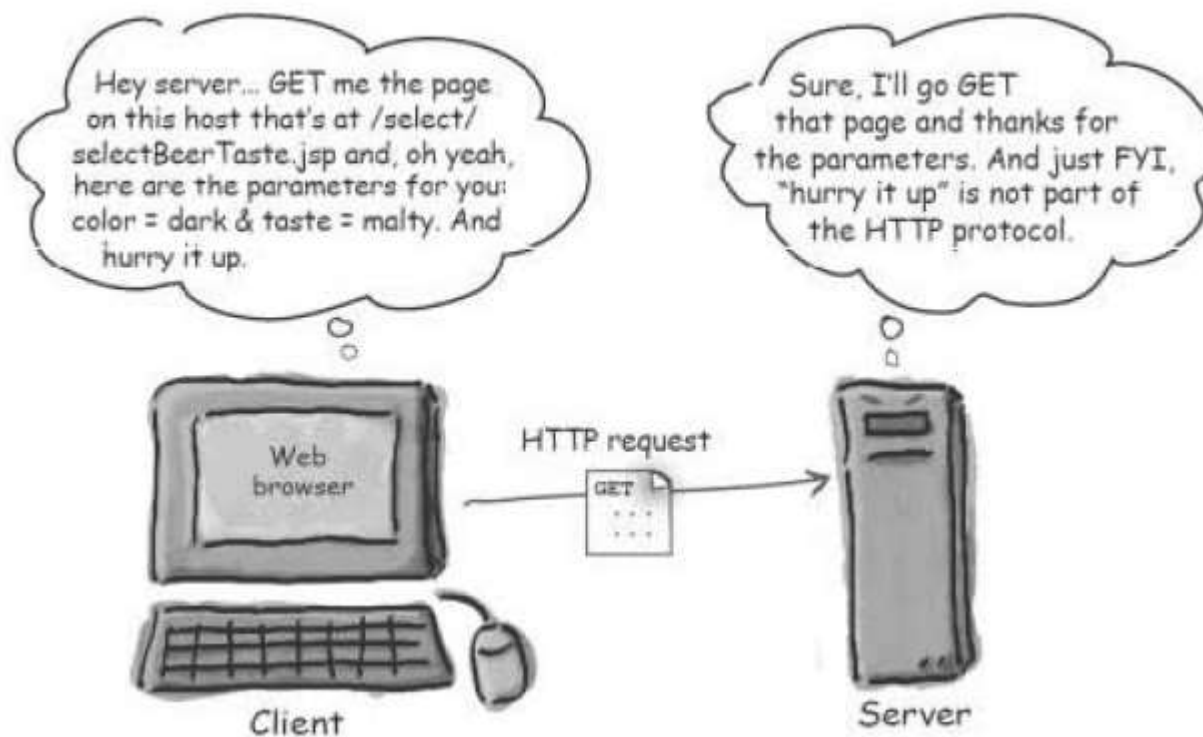 Hey server... GET me the page
on this host that's at /select/
selectBeerTaste.jsp and, oh yeah,
here are the parameters for you:
color = dark & taste = malty. And
hurry it up.
Sure, I'll go GET
that page and thanks for
the parameters. And just FYI,
"hurry it up" is not part of
the HTTP protocol.
Web
browser
HTTP request
GET
Client
Server